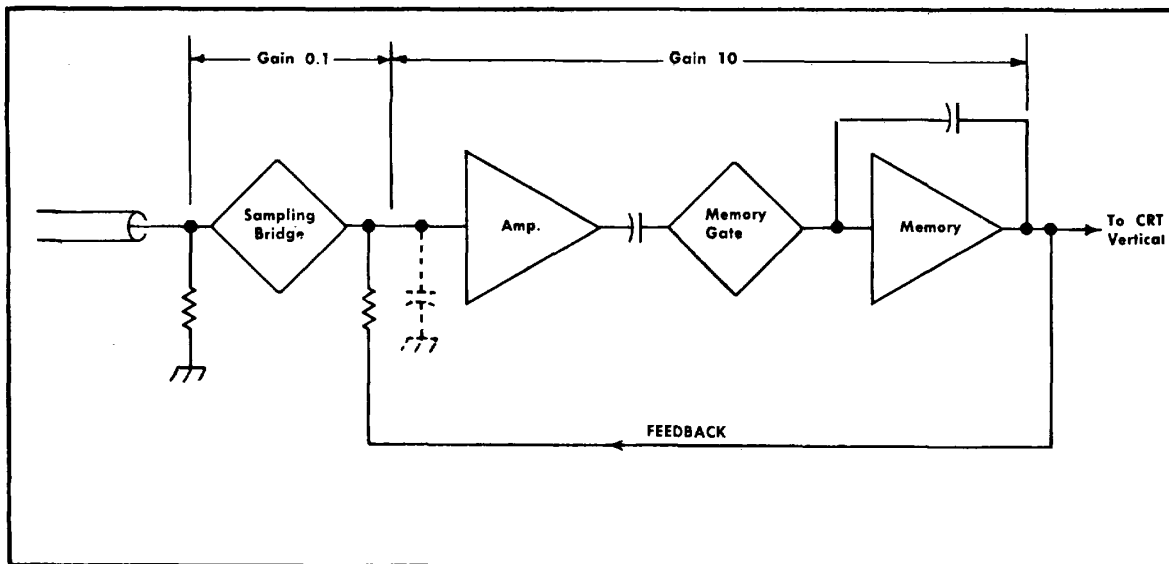 Gain 0.1
Gain 10
Sampling
Bridge
Amp.
Memory
Gate
Memory
To CRT
Vertical
FEEDBACK